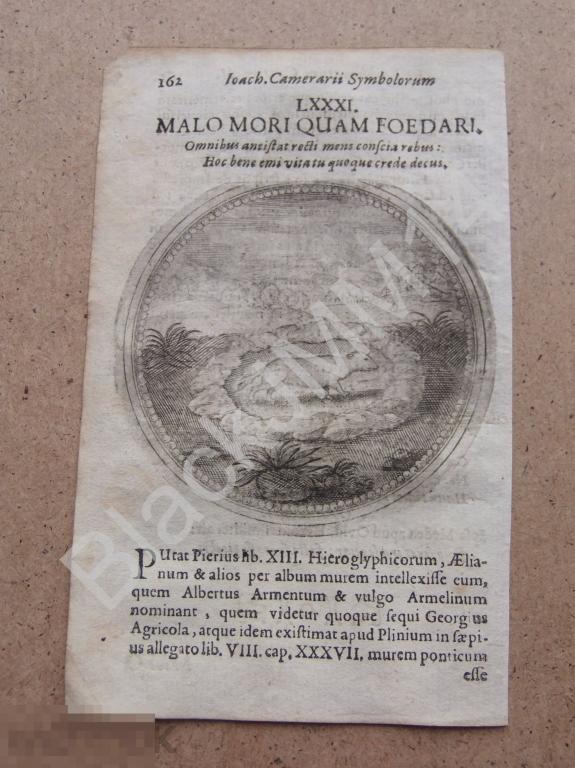 162 Ioach. Camerarii Symbolorum
LXXXI.
MALO MORI QUAM FOEDARI.
Omnibus antistat recti mens conscia rebus:
Hoc bene emi vita tu quoque crede decus.
PUtat Pierius lib. XIII. Hieroglyphicorum, Ælia-
num & alios per album murem intellexisse eum,
quem Albertus Armentum & vulgo Armelinum
nominant, quem videtur quoque sequi Georgius
Agricola, atque idem existimat apud Plinium in sæpi-
us allegato lib. VIII. cap. XXXVII. murem ponticum
esse